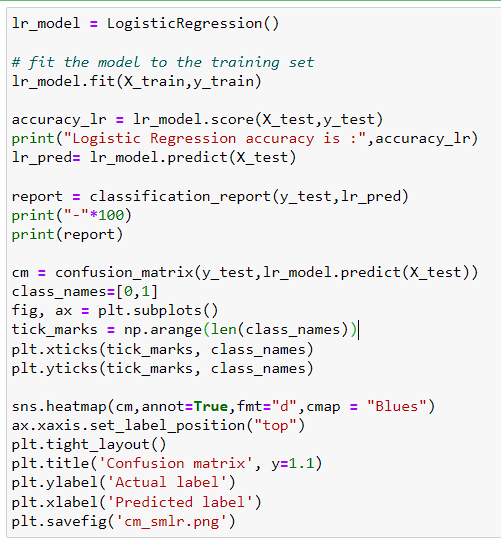 lr_model = LogisticRegression()
# fit the model to the training set
lr_model.fit(X_train,y_train)
accuracy_lr = lr_model.score(X_test,y_test)
print("Logistic Regression accuracy is :",accuracy_lr)
lr_pred= lr_model.predict(X_test)
report = classification_report(y_test,lr_pred)
print("-"*100)
print(report)
cm = confusion_matrix(y_test,lr_model.predict(X_test))
class_names=[0,1]
fig, ax = plt.subplots()
tick_marks = np.arange(len(class_names))
plt.xticks(tick_marks, class_names)
plt.yticks(tick_marks, class_names)
sns.heatmap(cm,annot=True,fmt="d",cmap = "Blues")
ax.xaxis.set_label_position("top")
plt.tight_layout()
plt.title('Confusion matrix', y=1.1)
plt.ylabel('Actual label')
plt.xlabel('Predicted label')
plt.savefig('cm_smlr.png')